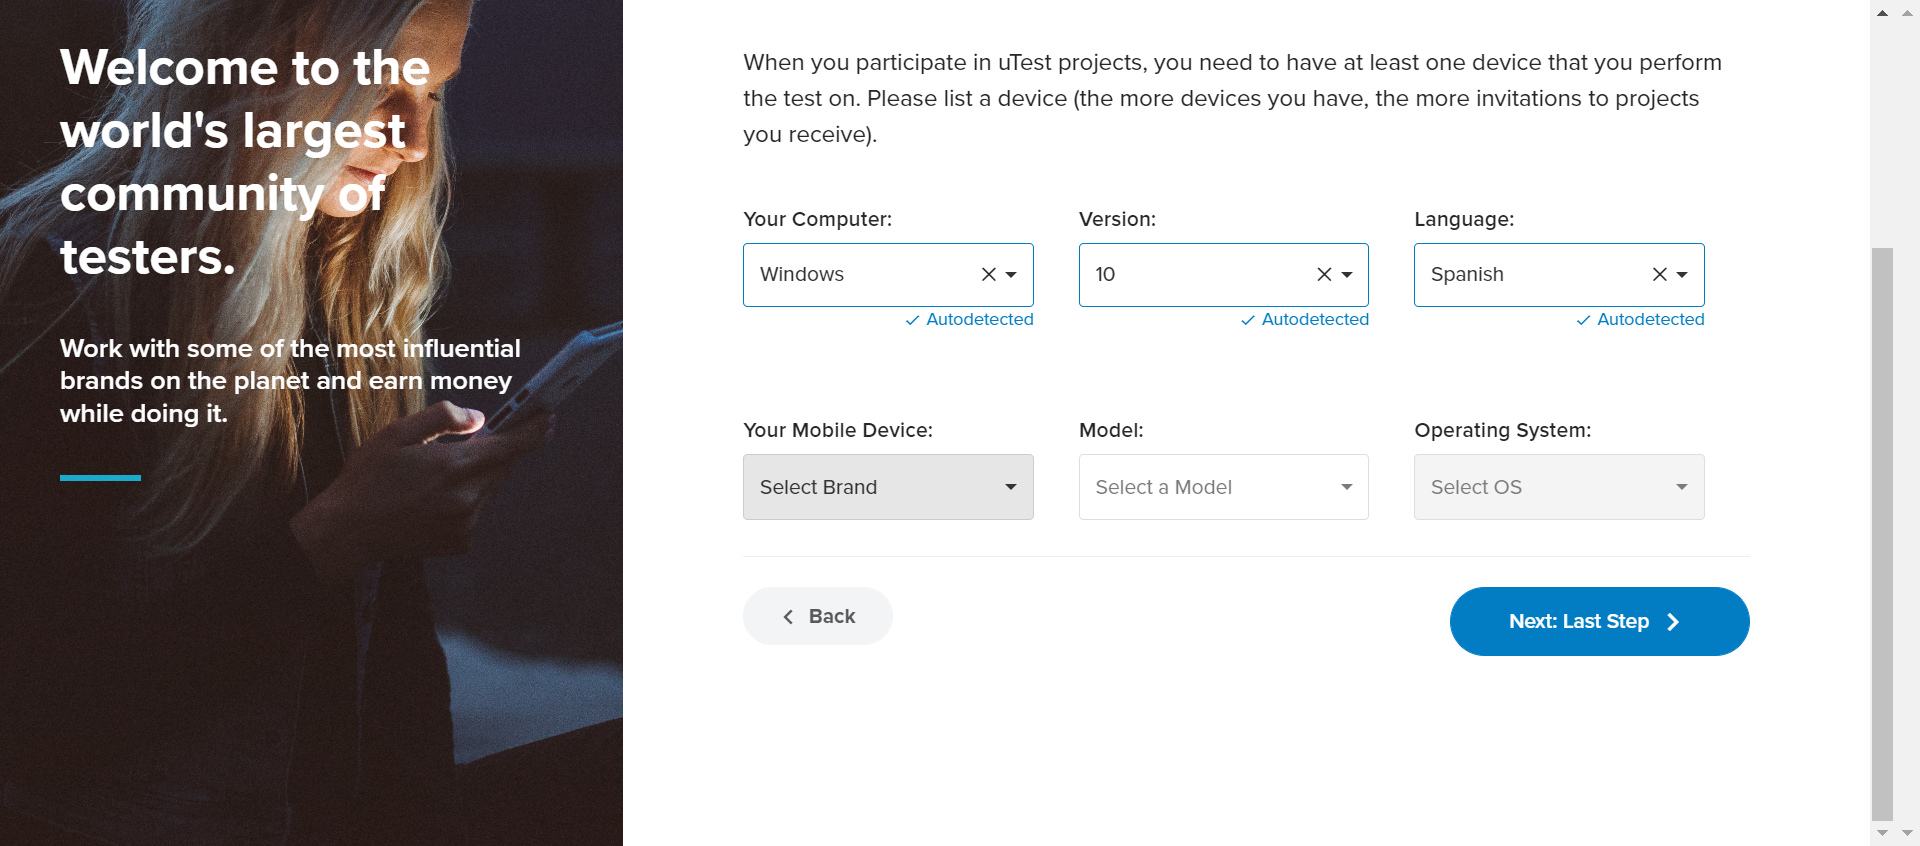 Welcome to the
world's largest
community of
testers.
Work with some of the most influential
brands on the planet and earn money
while doing it.
When you participate in uTest projects, you need to have at least one device that you perform
the test on. Please list a device (the more devices you have, the more invitations to projects
you receive).
Your Computer: Version: Language:
Windows 10 Spanish
Autodetected Autodetected Autodetected
Your Mobile Device: Model: Operating System:
Select Brand Select a Model Select OS
Back Next: Last Step